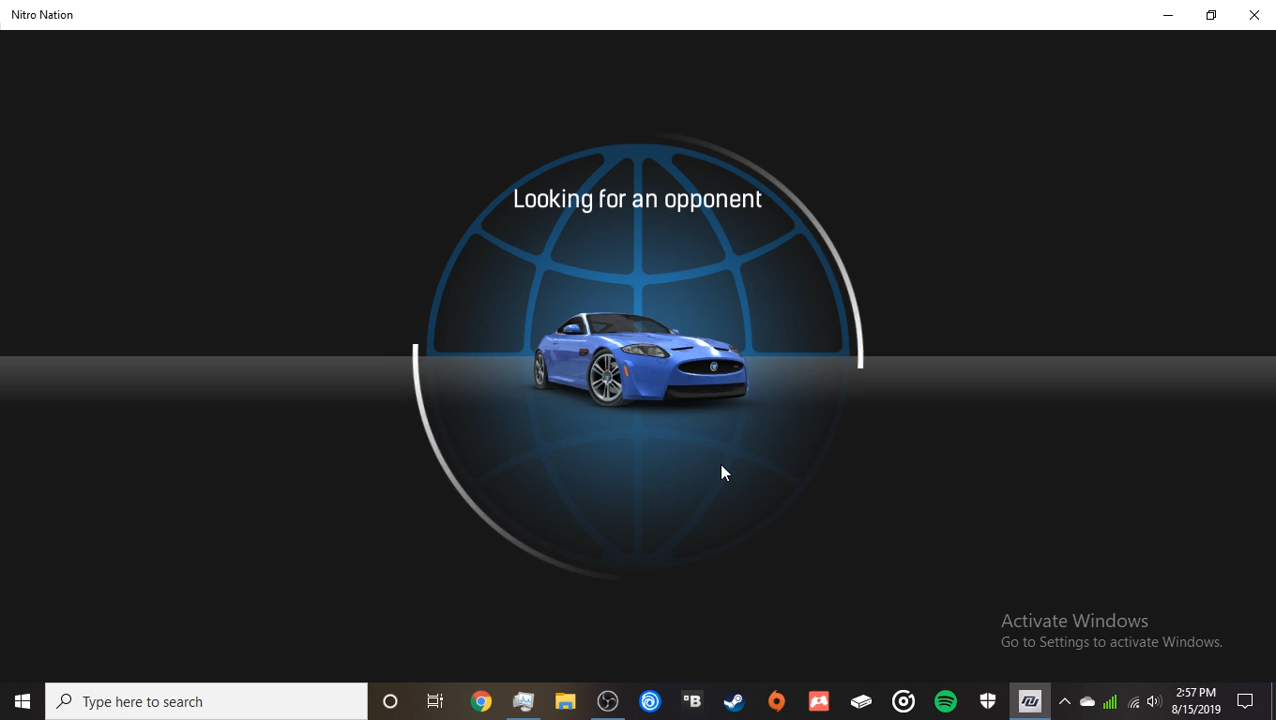 Nitro Nation
Looking for an opponent
Activate Windows
Go to Settings to activate Windows.
Type here to search
B
2:57 PM
8/15/2019